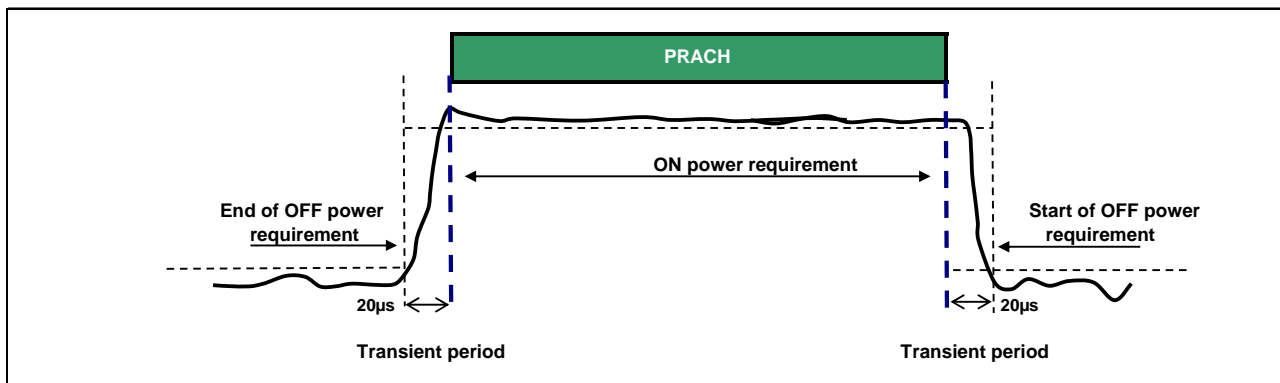 PRACH
ON power requirement
End of OFF power
requirement
Start of OFF power
requirement
20µs
20µs
Transient period
Transient period